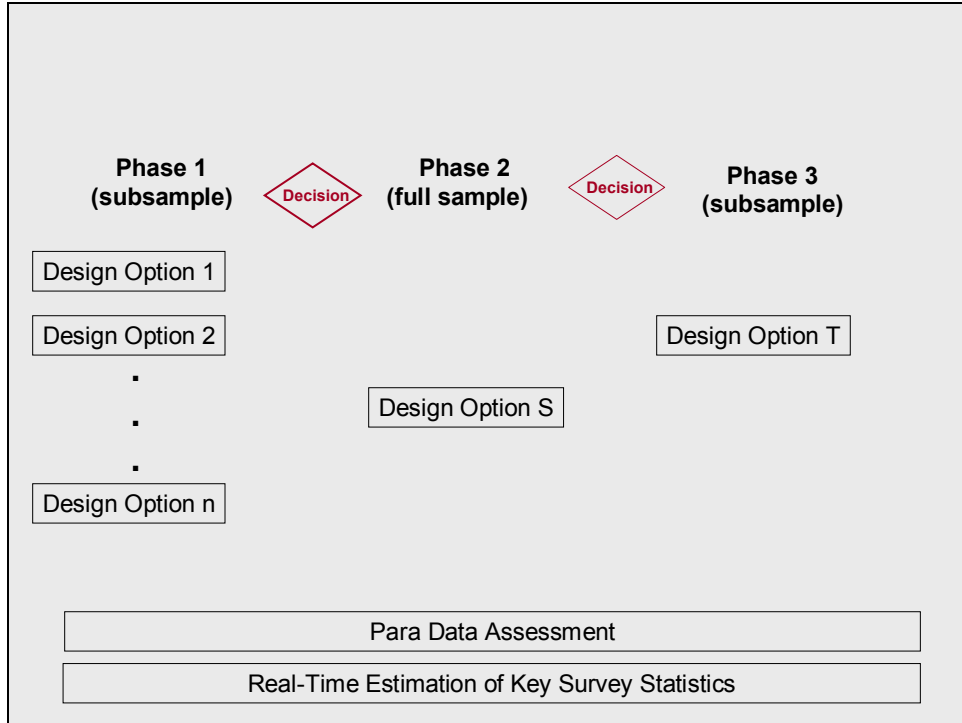 Phase 1
(subsample)
Decision
Phase 2
(full sample)
Decision
Phase 3
(subsample)
Design Option 1
Design Option 2
.
.
.
Design Option n
Design Option S
Design Option T
Para Data Assessment
Real-Time Estimation of Key Survey Statistics